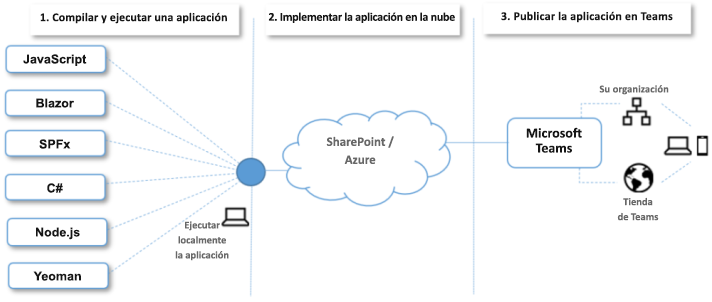 1. Compilar y ejecutar una aplicación
2. Implementar la aplicación en la nube
3. Publicar la aplicación en Teams
JavaScript
Blazor
SPFx
C#
Node.js
Yeoman
Ejecutar
localmente
la aplicación
SharePoint /
Azure
Microsoft
Teams
Su organización
Tienda
de Teams